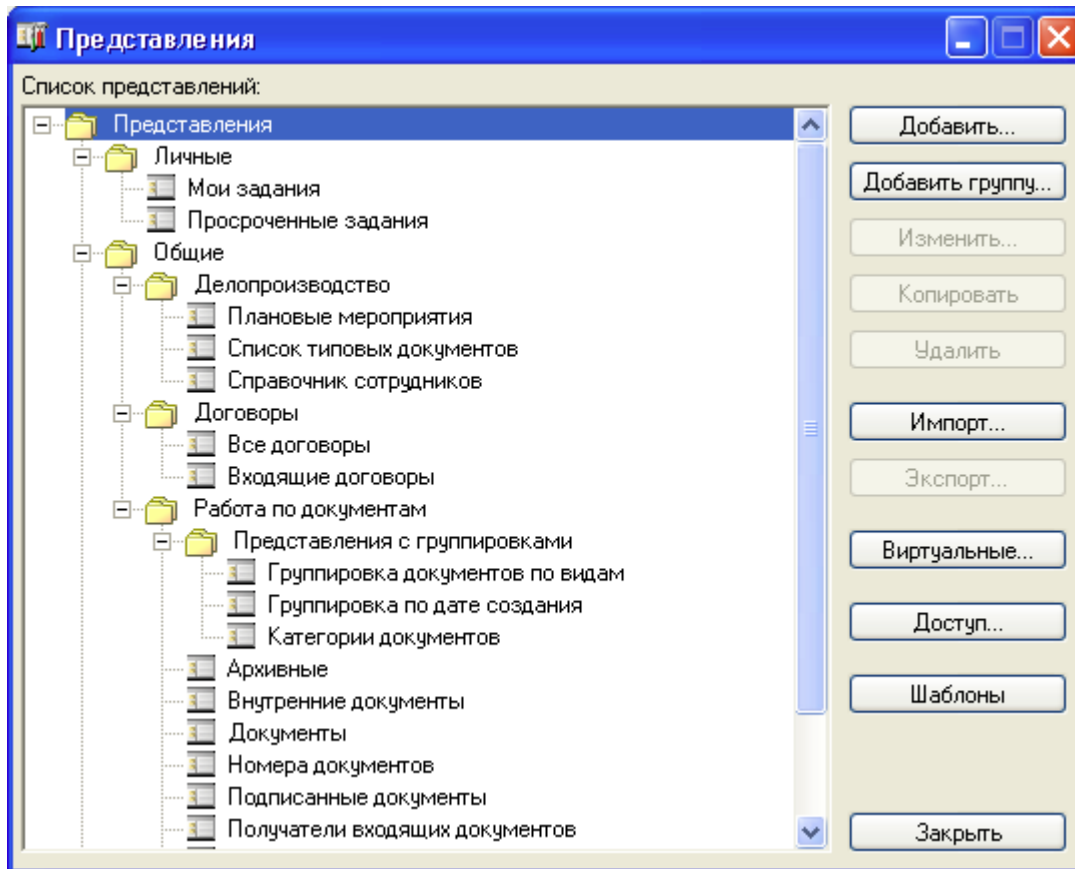 Представления
Список представлений:
Представления
Личные
Мои задания
Просроченные задания
Общие
Делопроизводство
Плановые мероприятия
Список типовых документов
Справочник сотрудников
Договоры
Все договоры
Входящие договоры
Работа по документам
Представления с группировками
Группировка документов по видам
Группировка по дате создания
Категории документов
Архивные
Внутренние документы
Документы
Номера документов
Подписанные документы
Получатели входящих документов
Добавить...
Добавить группу...
Изменить...
Копировать
Удалить
Импорт...
Экспорт...
Виртуальные...
Доступ...
Шаблоны
Закрыть